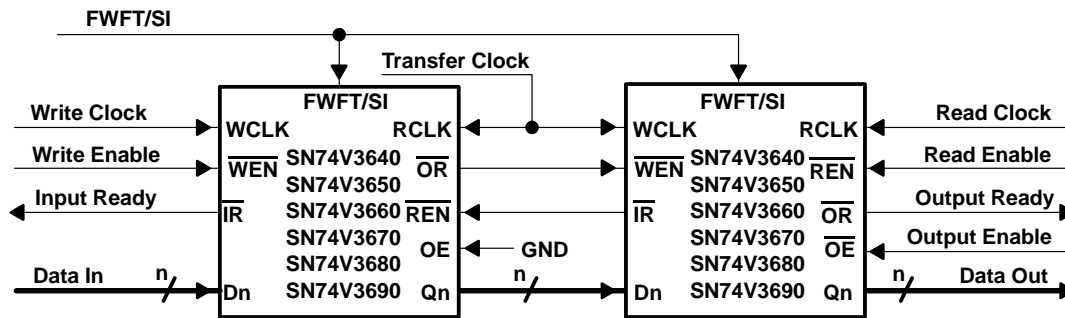 FWFT/SI
Transfer Clock
FWFT/SI FWFT/SI
Write Clock WCLK RCLK WCLK RCLK Read Clock
Write Enable WEN SN74V3640 OR WEN SN74V3640 REN Read Enable
SN74V3650 SN74V3650
Input Ready IR SN74V3660 REN IR SN74V3660 OR Output Ready
SN74V3670 OE GND SN74V3670 OE Output Enable
SN74V3680 SN74V3680
Data In n Dn SN74V3690 Qn n Dn SN74V3690 Qn n Data Out